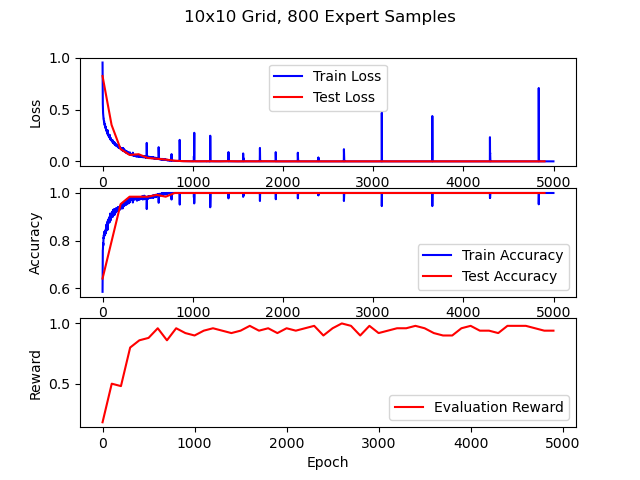 10x10 Grid, 800 Expert Samples
1.0
0.5
0.0
Loss
Train Loss
Test Loss
0 1000 2000 3000 4000 5000
1.0
0.8
0.6
Accuracy
Train Accuracy
Test Accuracy
0 1000 2000 3000 4000 5000
1.0
0.5
Reward
Evaluation Reward
0 1000 2000 3000 4000 5000
Epoch